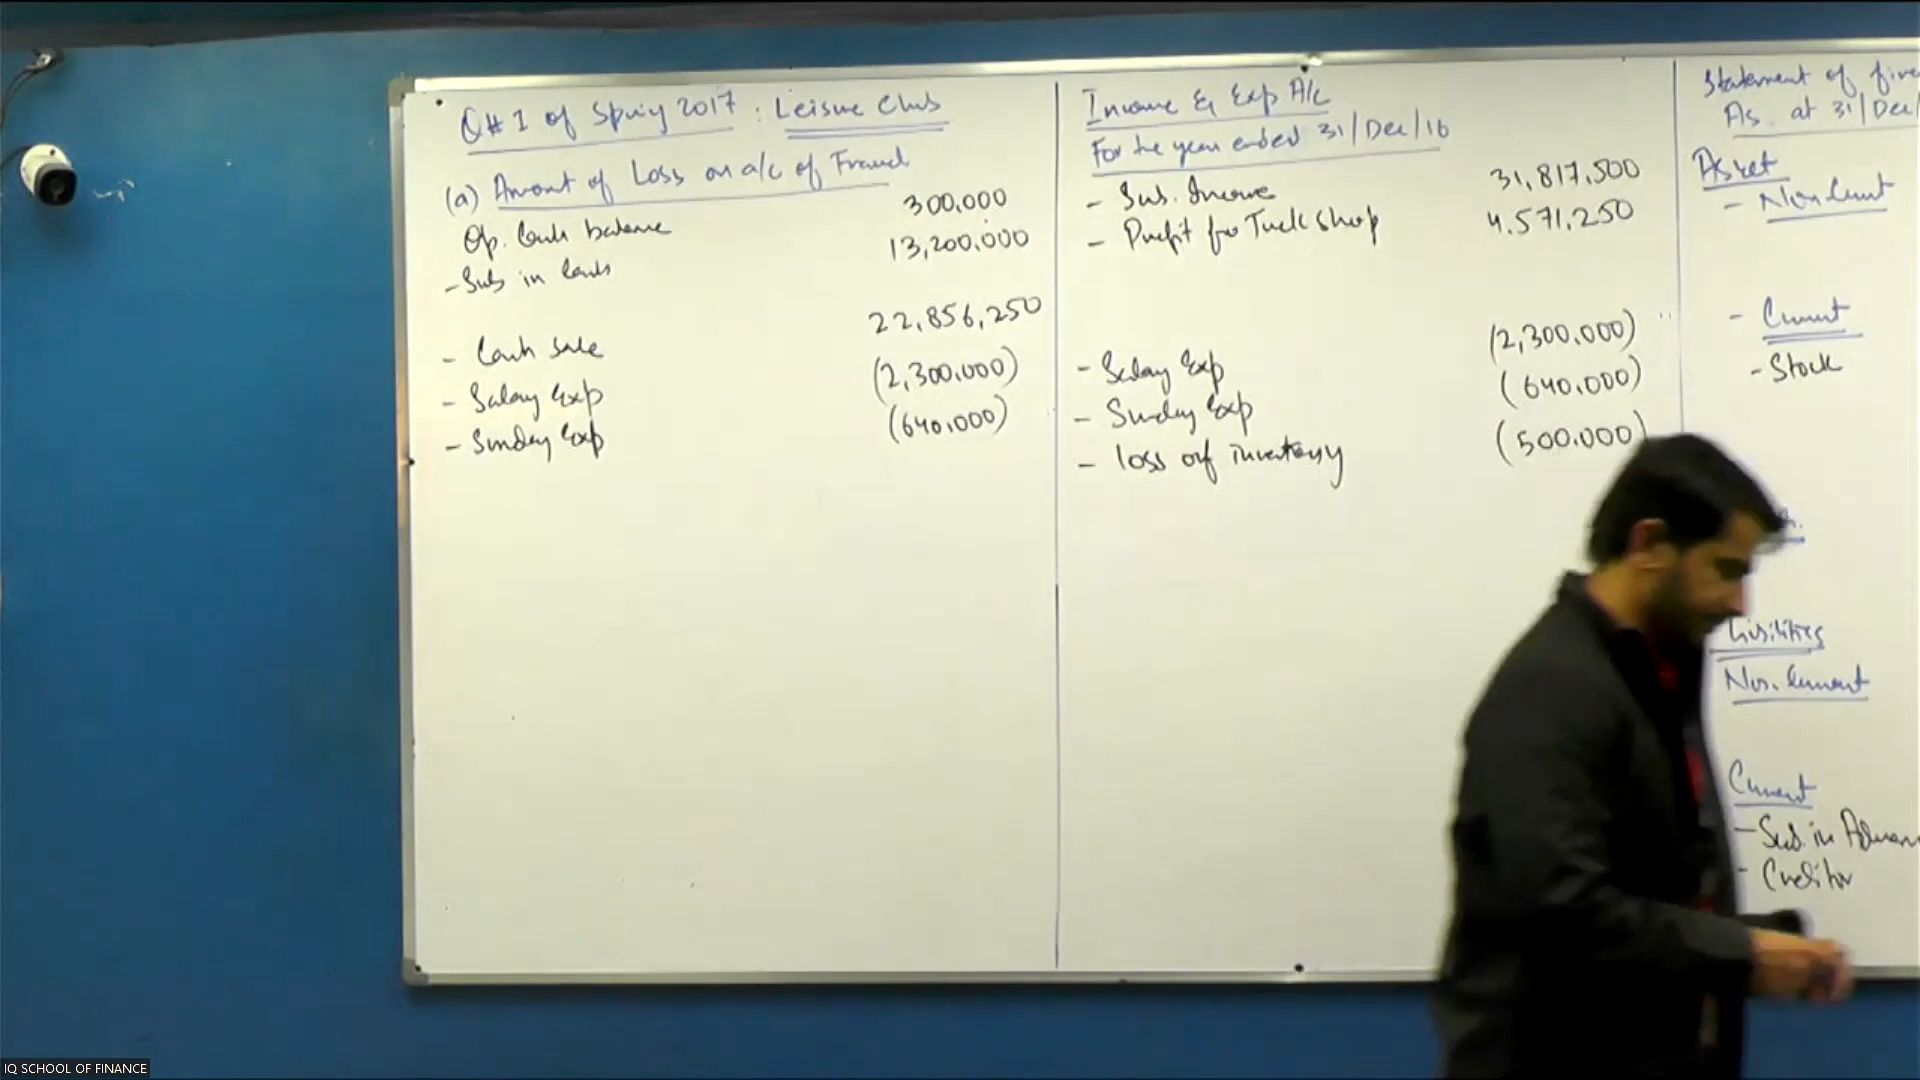 Q#1 of Spring 2017 : Leisure Club
(a) Amount of Loss on a/c of Fraud
Op. Cash balance 300,000
- Sub in Cash 13,200,000
- Cash Sale 22,856,250
- Salary Exp (2,300,000)
- Sunday Exp (640,000)
Income & Exp A/c
For the year ended 31/Dec/16
- Sub. Income 31,817,500
- Profit fro Tuck shop 4,571,250
- Salary Exp (2,300,000)
- Sunday Exp (640,000)
- loss of inventory (500,000)
Statement of
As at 31/Dec/
Asset
- Non Current
- Current
- Stock
Liabilities
Non. Current
Current
- Sub in
- Creditor
IQ SCHOOL OF FINANCE